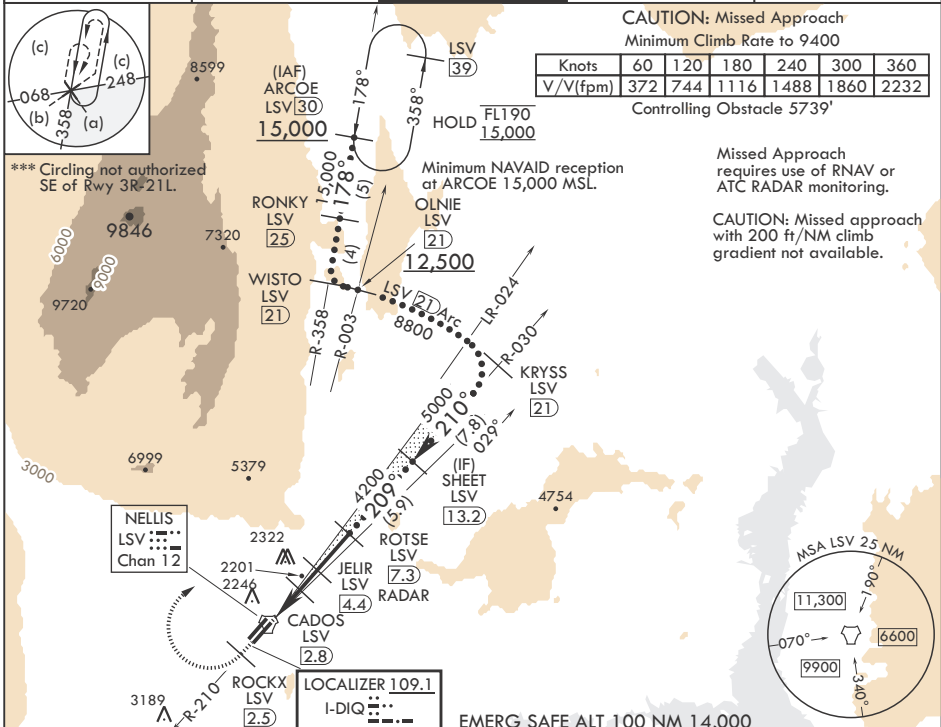 CAUTION: Missed Approach
Minimum Climb Rate to 9400
Knots 60 120 180 240 300 360
V/V(fpm) 372 744 1116 1488 1860 2232
Controlling Obstacle 5739'
(c)
(c)
068
248
(b)
(a)
358
*** Circling not authorized
SE of Rwy 3R-21L.
8599
(IAF)
ARCOE
LSV 30
15,000
178°
358°
LSV
39
HOLD FL190
15,000
Minimum NAVAID reception
at ARCOE 15,000 MSL.
Missed Approach
requires use of RNAV or
ATC RADAR monitoring.
CAUTION: Missed approach
with 200 ft/NM climb
gradient not available.
15,000
178°
(5)
RONKY
LSV
25
(4)
OLNIE
LSV
21
12,500
WISTO
LSV
21
9846
6000
9000
7320
9720
R-358
R-003
LSV 21 Arc
8800
LR-024
R-030
KRYSS
LSV
21
5000
210°
(7.8)
029°
(IF)
SHEET
LSV
13.2
4200
209°
(5.9)
ROTSE
LSV
7.3
RADAR
JELIR
LSV
4.4
CADOS
LSV
2.8
3000
6999
5379
4754
NELLIS
LSV
Chan 12
2322
2201
2246
3189
R-210
ROCKX
LSV
2.5
LOCALIZER 109.1
I-DIQ
MSA LSV 25 NM
11,300
190°
070°
6600
9900
340°
EMERG SAFE ALT 100 NM 14,000